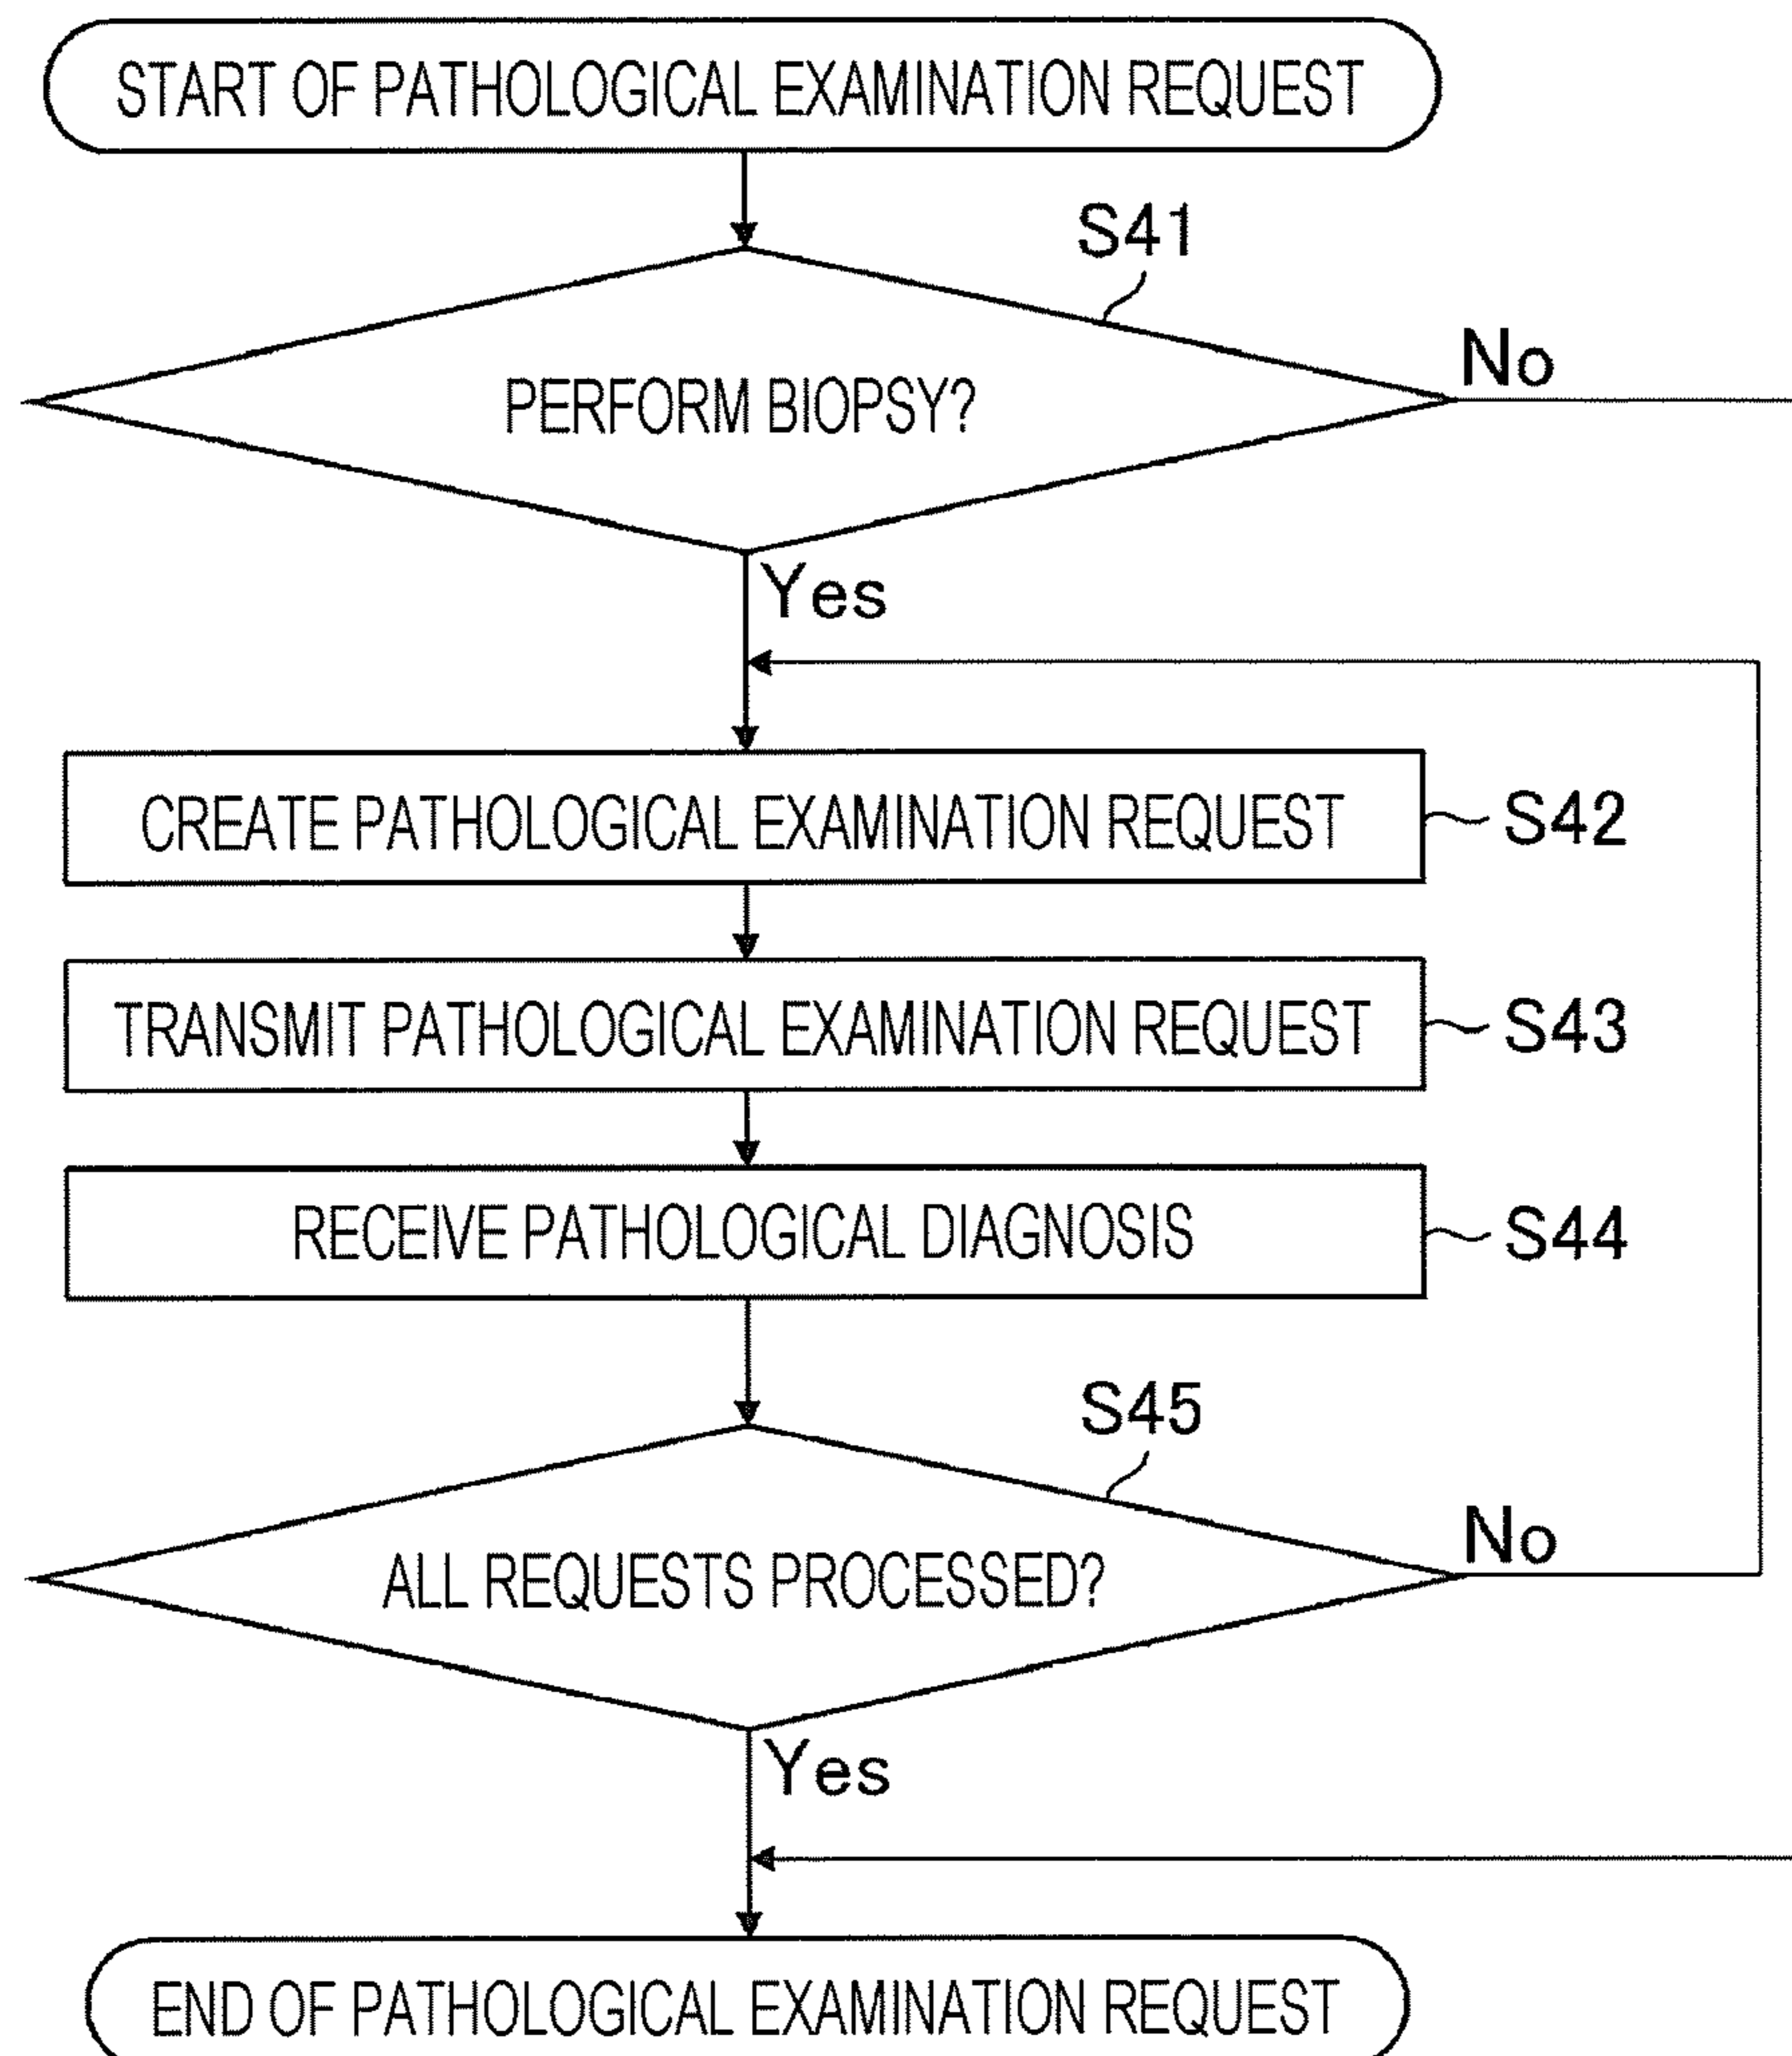 START OF PATHOLOGICAL EXAMINATION REQUEST
S41
No
PERFORM BIOPSY?
Yes
CREATE PATHOLOGICAL EXAMINATION REQUEST
S42
TRANSMIT PATHOLOGICAL EXAMINATION REQUEST
S43
RECEIVE PATHOLOGICAL DIAGNOSIS
S44
S45
No
ALL REQUESTS PROCESSED?
Yes
END OF PATHOLOGICAL EXAMINATION REQUEST